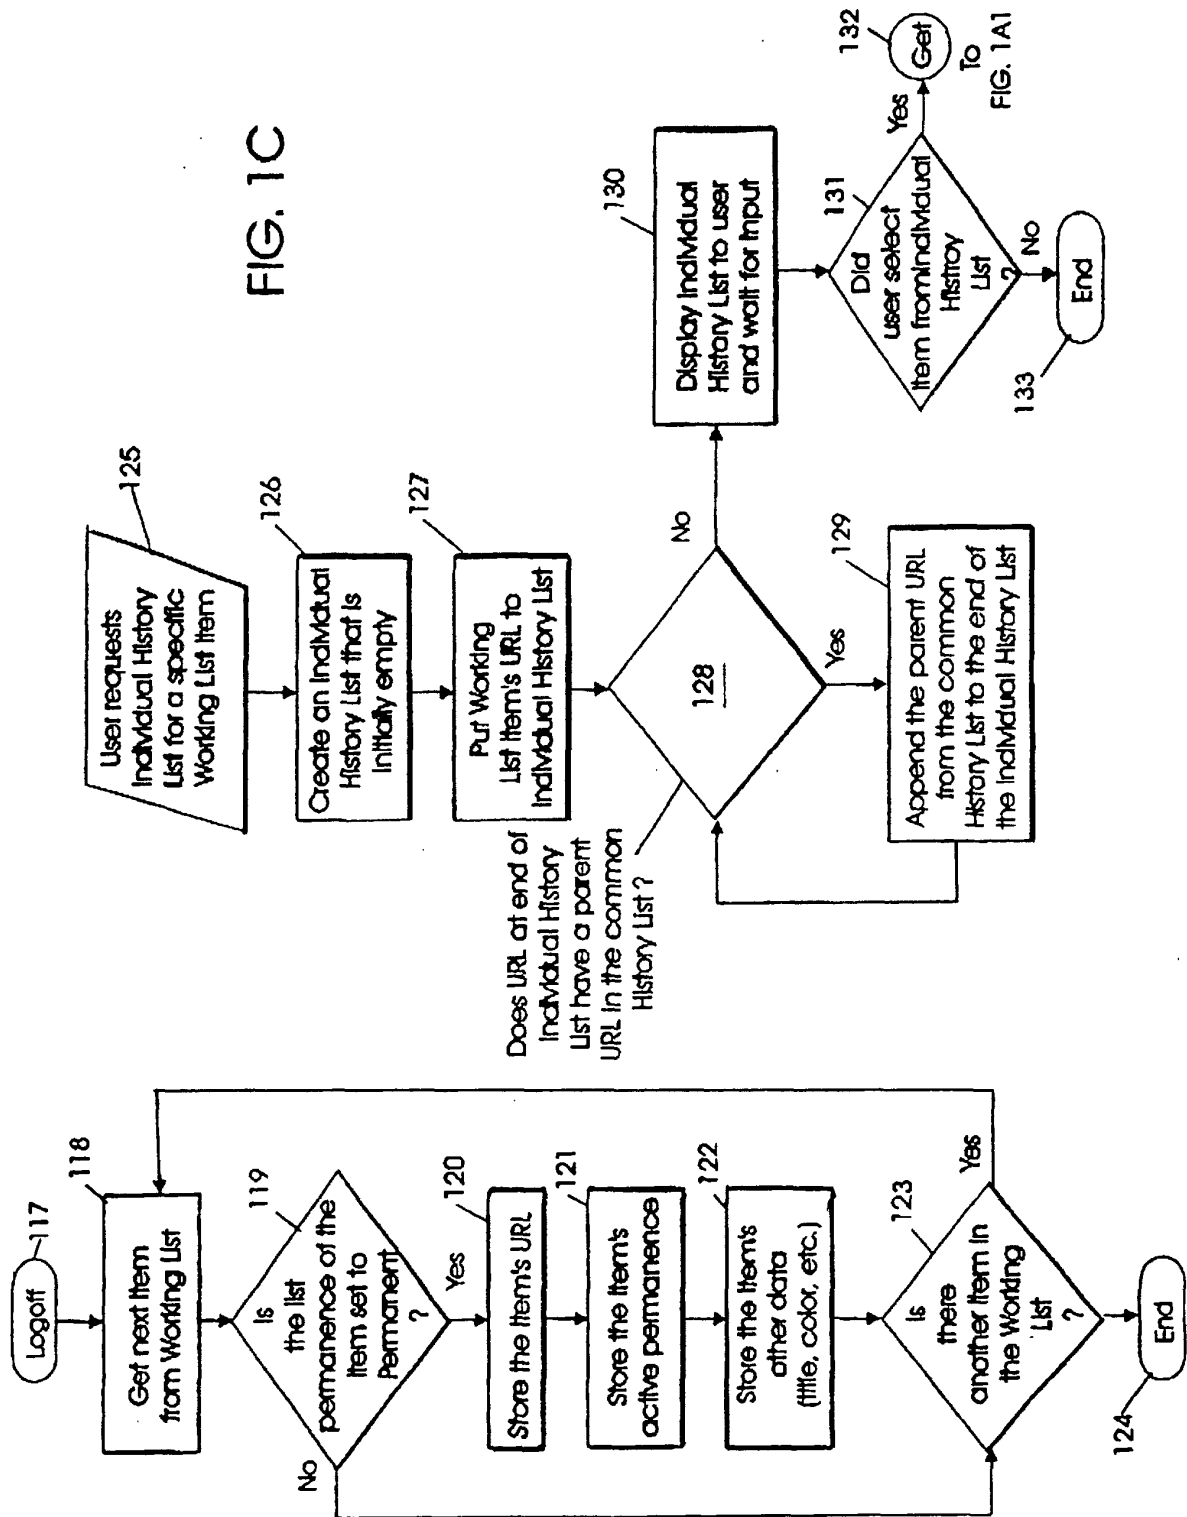 FIG. 1C
Logoff
117
118
Get next item
from Working List
119
Is
the list
permanence of the
item set to
Permanent
?
No
Yes
120
Store the item's URL
121
Store the item's
active permanence
122
Store the item's
other data
(title, color, etc.)
123
Is
there
another item in
the Working
List
?
Yes
End
124
User requests
Individual History
List for a specific
Working List item
125
126
Create an Individual
History List that is
initially empty
127
Put Working
List item's URL to
Individual History List
Does URL at end of
Individual History
List have a parent
URL in the common
History List ?
128
No
Yes
129
Append the parent URL
from the common
History List to the end of
the Individual History List
130
Display Individual
History List to user
and wait for input
131
Did
user select
item fromIndividual
Histroy
List
?
Yes
132
Get
To
FIG. 1A1
No
End
133